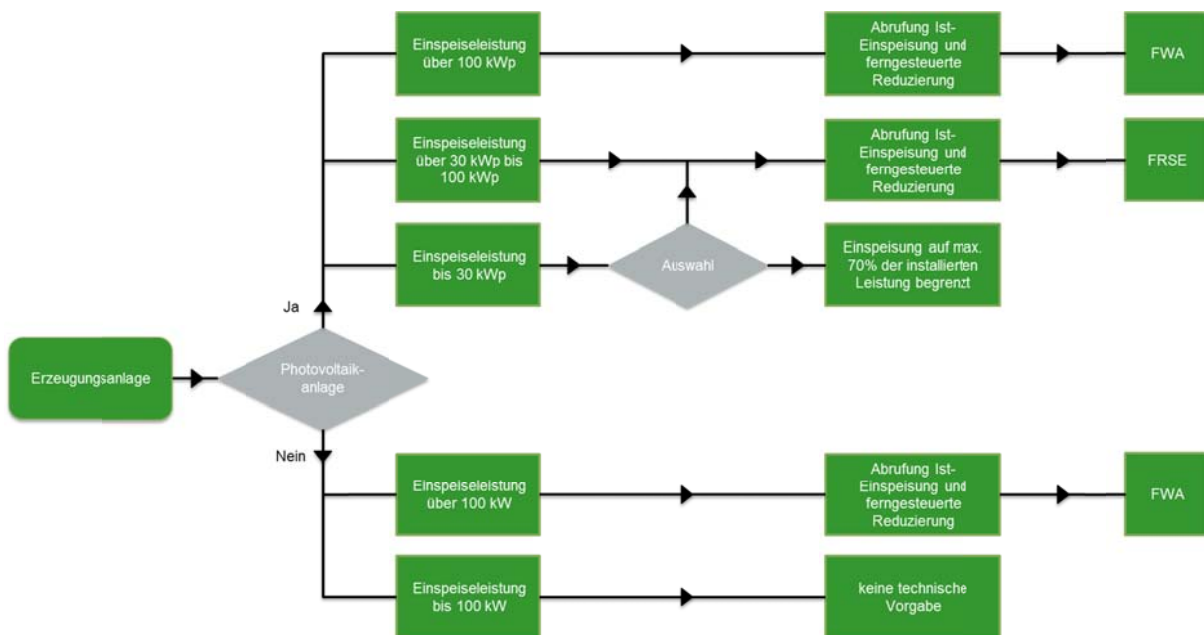 Einspeiseleistung
über 100 kWp
Abrufung Ist-
Einspeisung und
ferngesteuerte
Reduzierung
FWA
Einspeiseleistung
über 30 kWp bis
100 kWp
Abrufung Ist-
Einspeisung und
ferngesteuerte
Reduzierung
FRSE
Einspeiseleistung
bis 30 kWp
Auswahl
Einspeisung auf max.
70% der installierten
Leistung begrenzt
Ja
Erzeugungsanlage
Photovoltaik-
anlage
Nein
Einspeiseleistung
über 100 kW
Abrufung Ist-
Einspeisung und
ferngesteuerte
Reduzierung
FWA
Einspeiseleistung
bis 100 kW
keine technische
Vorgabe